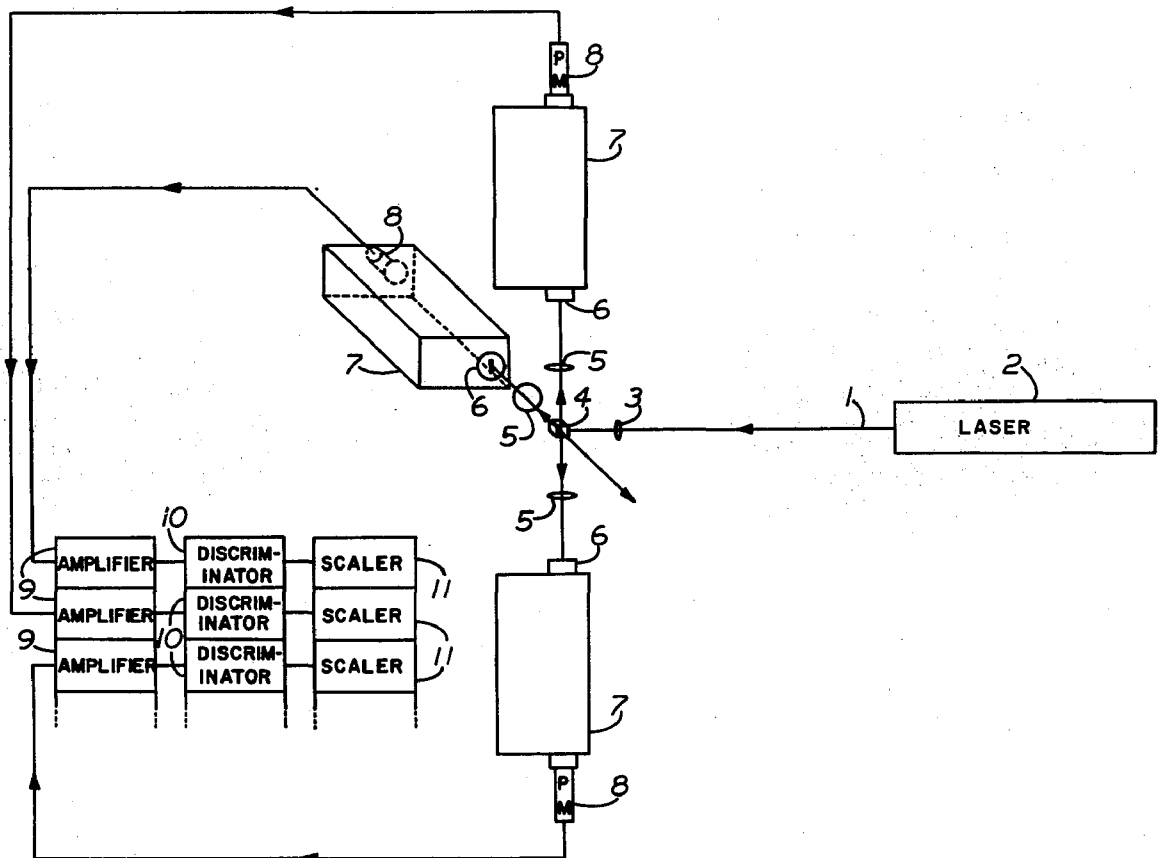 P
M
8
7
8
6
7
6
5
5
4
3
1
2
LASER
5
6
10
9
AMPLIFIER
DISCRIM-
INATOR
SCALER
11
9
AMPLIFIER
DISCRIM-
INATOR
SCALER
10
9
AMPLIFIER
DISCRIM-
INATOR
SCALER
11
7
P
M
8